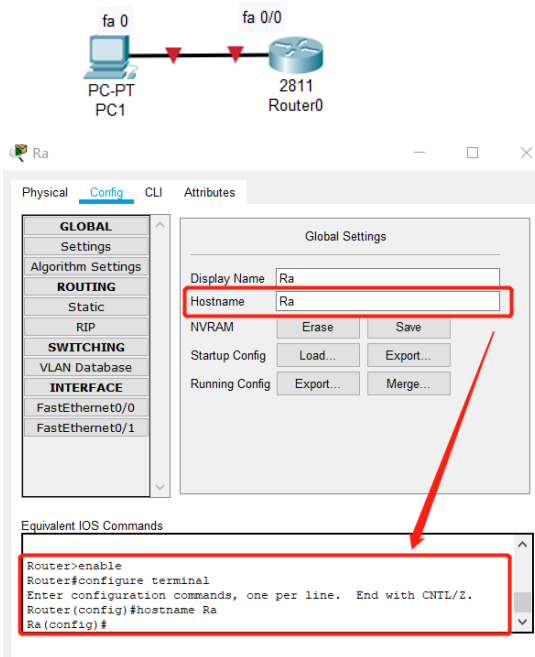 fa 0
fa 0/0
PC-PT
PC1
2811
Router0
Ra
Physical Config CLI Attributes
GLOBAL
Settings
Algorithm Settings
ROUTING
Static
RIP
SWITCHING
VLAN Database
INTERFACE
FastEthernet0/0
FastEthernet0/1
Global Settings
Display Name Ra
Hostname Ra
NVRAM Erase Save
Startup Config Load... Export...
Running Config Export... Merge...
Equivalent IOS Commands
Router>enable
Router#configure terminal
Enter configuration commands, one per line. End with CNTL/Z.
Router(config)#hostname Ra
Ra(config)#